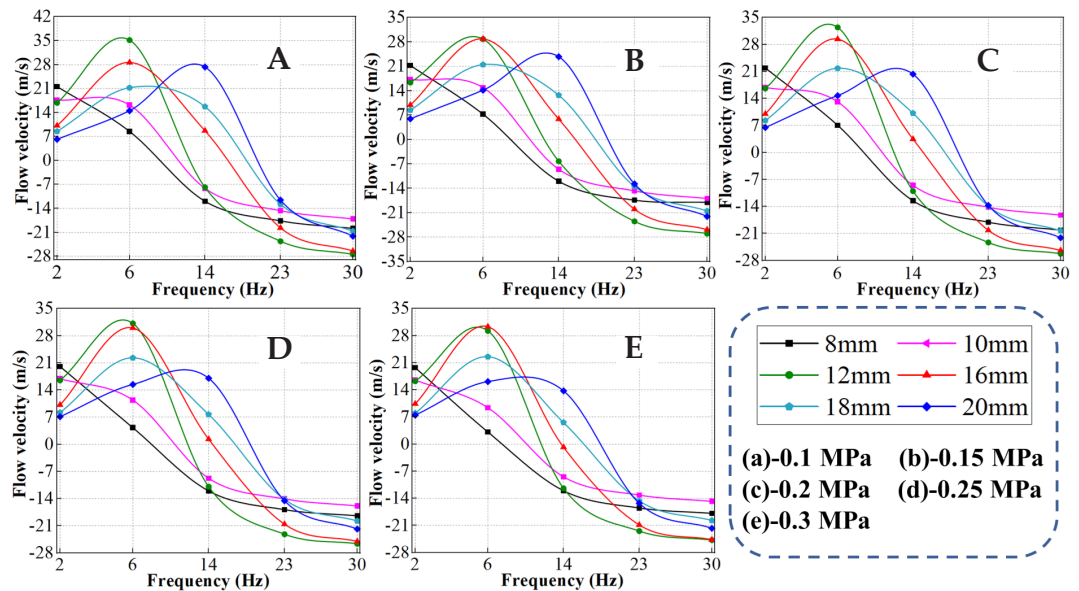 42
35
28
21
14
7
0
-7
-14
-21
-28
Flow velocity (m/s)
A
2 6 14 23 30
Frequency (Hz)
35
28
21
14
7
0
-7
-14
-21
-28
-35
Flow velocity (m/s)
B
2 6 14 23 30
Frequency (Hz)
35
28
21
14
7
0
-7
-14
-21
-28
Flow velocity (m/s)
C
2 6 14 23 30
Frequency (Hz)
35
28
21
14
7
0
-7
-14
-21
-28
Flow velocity (m/s)
D
2 6 14 23 30
Frequency (Hz)
35
28
21
14
7
0
-7
-14
-21
-28
Flow velocity (m/s)
E
2 6 14 23 30
Frequency (Hz)
8mm 10mm
12mm 16mm
18mm 20mm
(a)-0.1 MPa (b)-0.15 MPa
(c)-0.2 MPa (d)-0.25 MPa
(e)-0.3 MPa